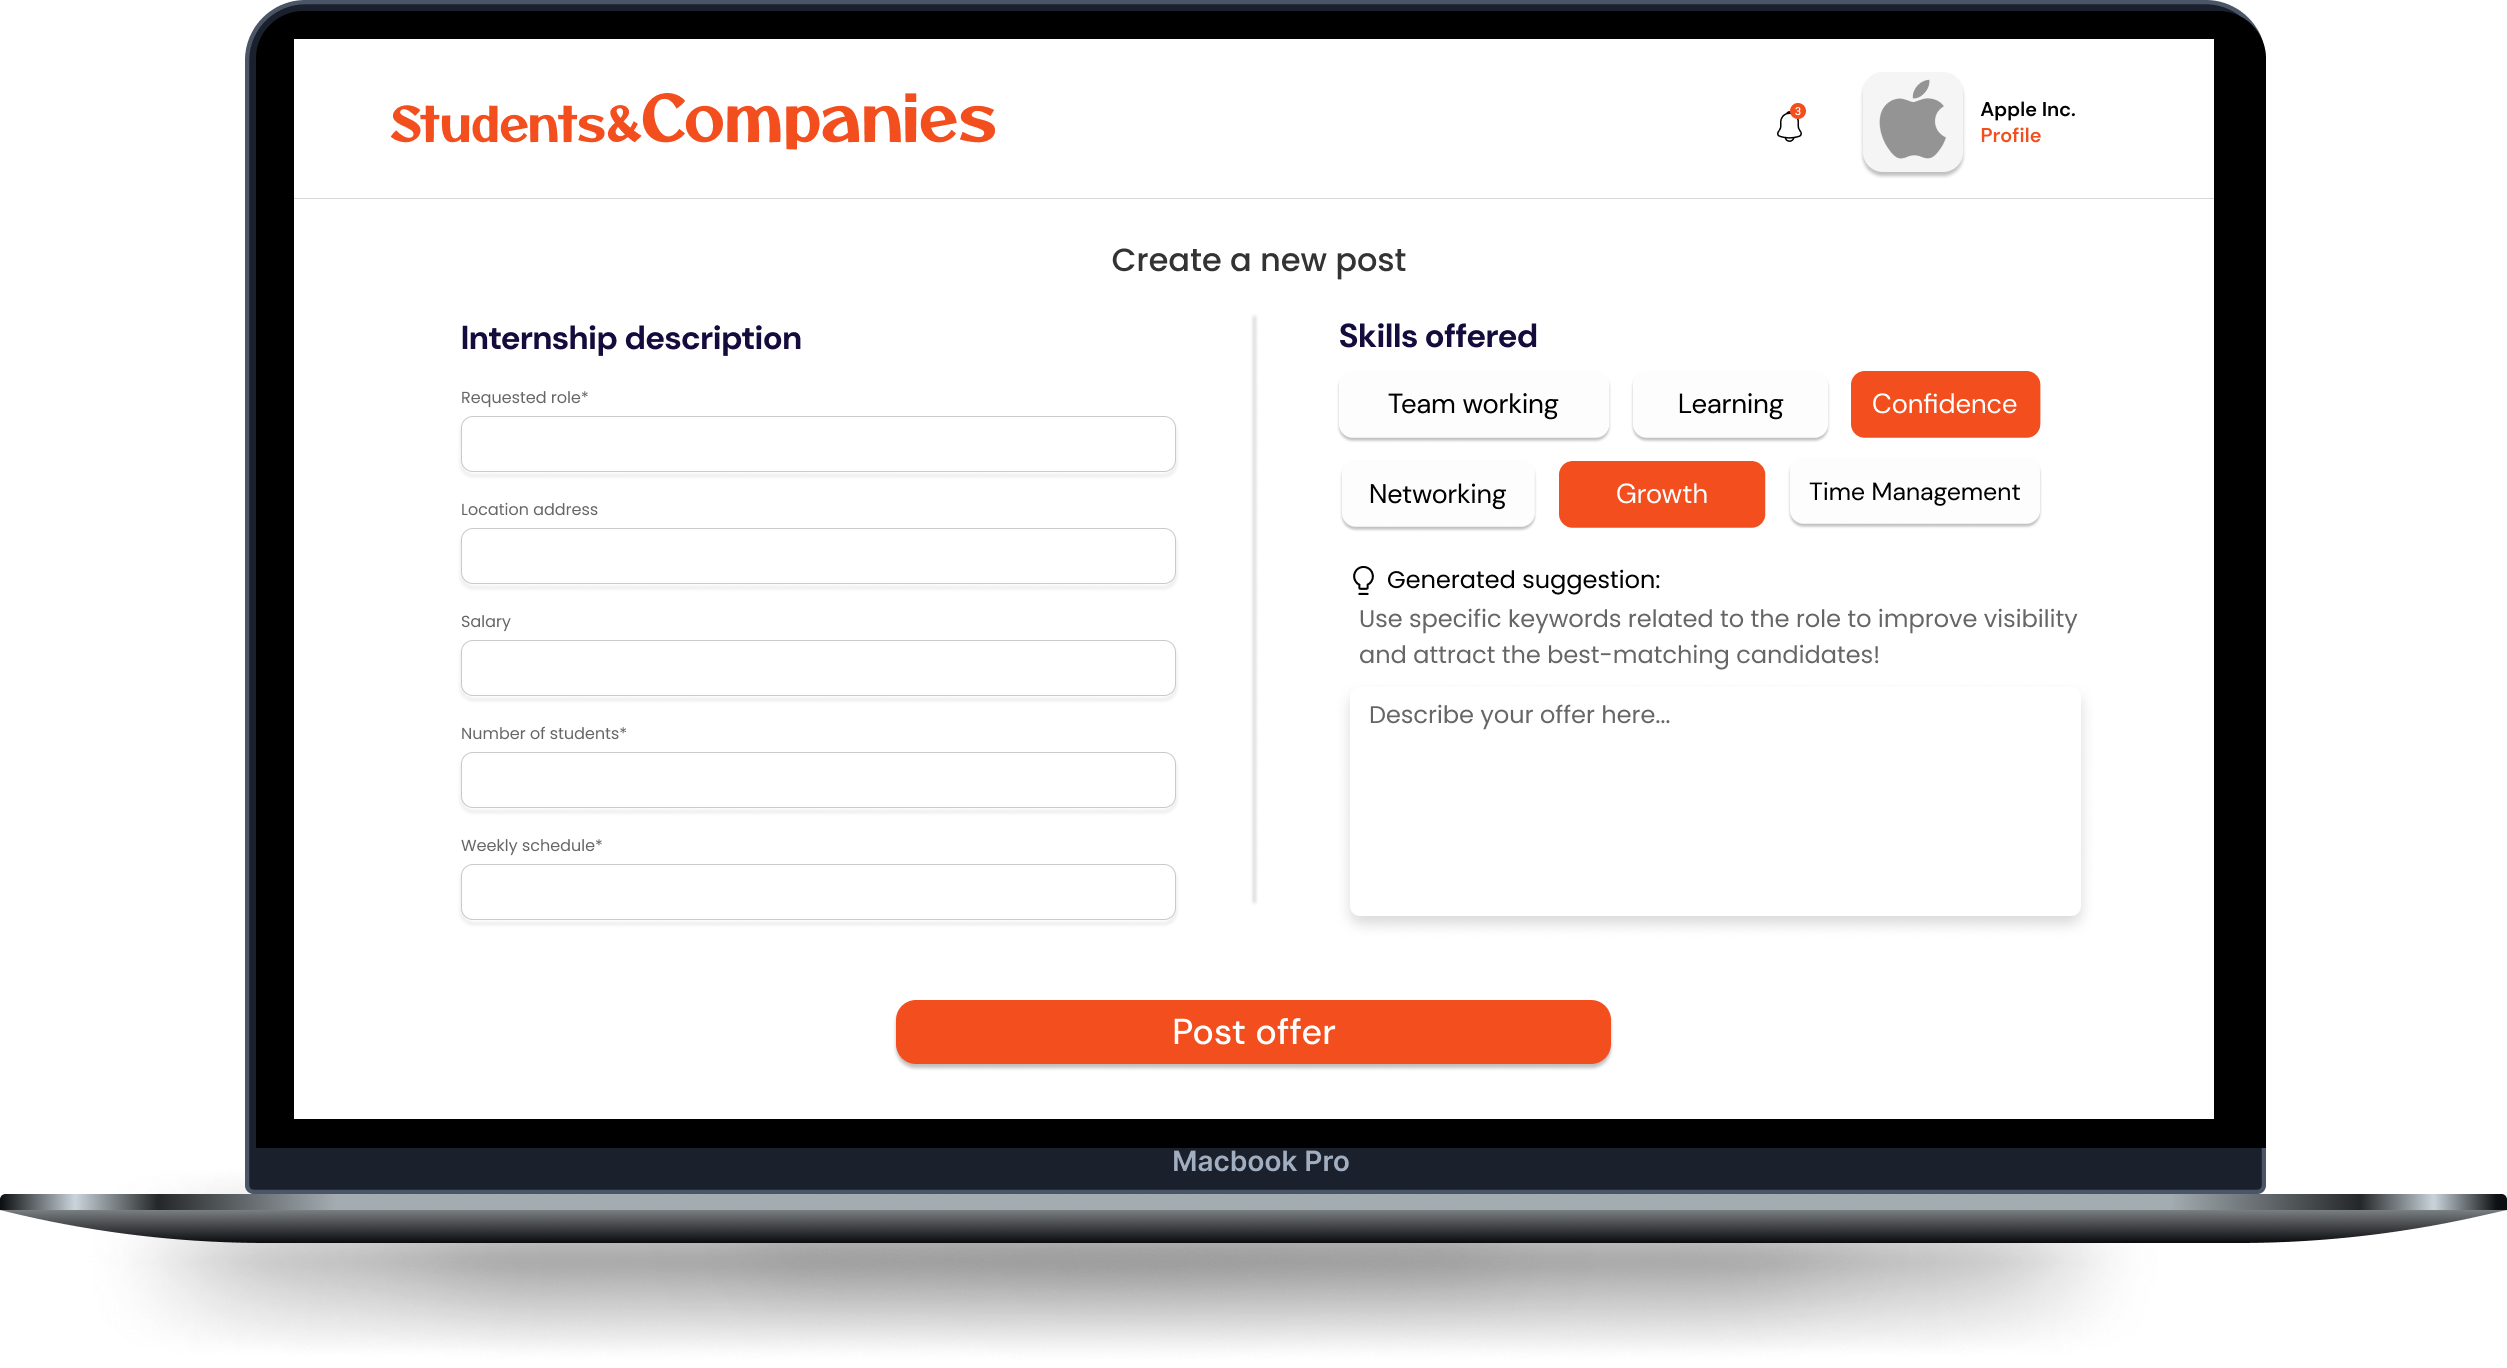 Students&Companies
3
Apple Inc.
Profile
Create a new post
Internship description
Requested role*
Location address
Salary
Number of students*
Weekly schedule*
Skills offered
Team working
Learning
Confidence
Networking
Growth
Time Management
Generated suggestion:
Use specific keywords related to the role to improve visibility
and attract the best-matching candidates!
Describe your offer here...
Post offer
Macbook Pro